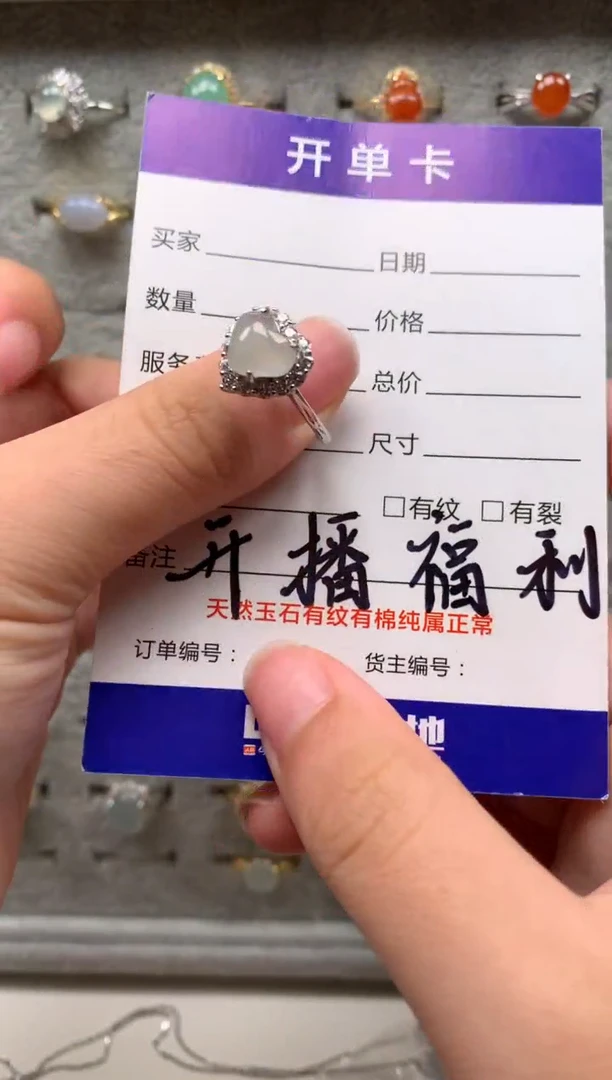 开单卡
买家 日期
数量 价格
服务 总价
尺寸
□有纹 □有裂
备注
开播福利
天然玉石有纹有棉纯属正常
订单编号： 货主编号：
地